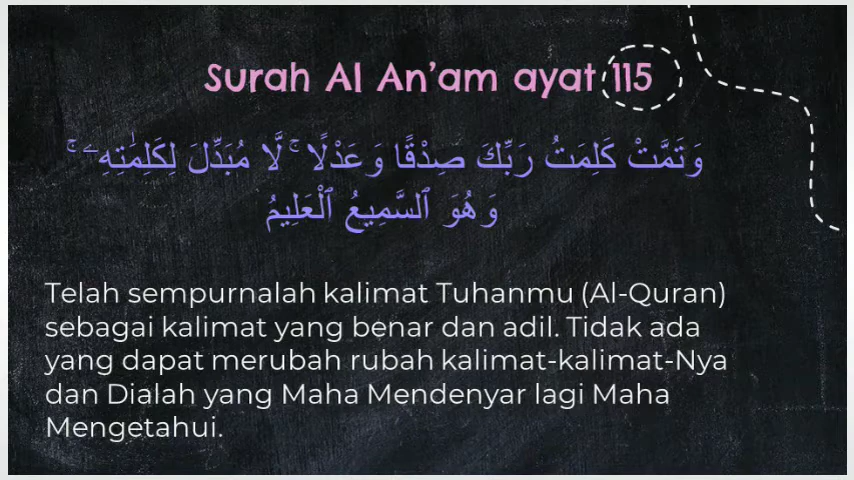 Surah Al An’am ayat 115
وَتَمَّتْ كَلِمَتُ رَبِّكَ صِدْقًا وَعَدْلًا ۚ لَّا مُبَدِّلَ لِكَلِمَٰتِهِۦ ۚ
وَهُوَ ٱلسَّمِيعُ ٱلْعَلِيمُ
Telah sempurnalah kalimat Tuhanmu (Al-Quran)
sebagai kalimat yang benar dan adil. Tidak ada
yang dapat merubah rubah kalimat-kalimat-Nya
dan Dialah yang Maha Mendenyar lagi Maha
Mengetahui.